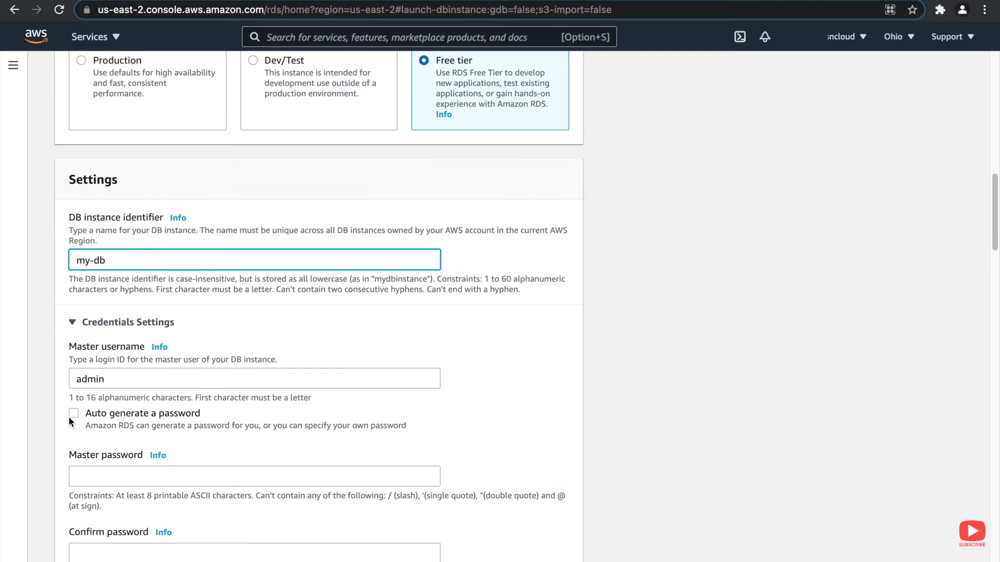 us-east-2.console.aws.amazon.com/rds/home?region=us-east-2#launch-dbinstance:gdb=false;s3-import=false
aws Services ▼ Search for services, features, marketplace products, and docs [Option+S] sncloud ▼ Ohio ▼ Support ▼
Production
Use defaults for high availability
and fast, consistent
performance.
Dev/Test
This instance is intended for
development use outside of a
production environment.
Free tier
Use RDS Free Tier to develop
new applications, test existing
applications, or gain hands-on
experience with Amazon RDS.
Info
Settings
DB instance identifier Info
Type a name for your DB instance. The name must be unique across all DB instances owned by your AWS account in the current AWS
Region.
my-db
The DB instance identifier is case-insensitive, but is stored as all lowercase (as in "mydbinstance"). Constraints: 1 to 60 alphanumeric
characters or hyphens. First character must be a letter. Can't contain two consecutive hyphens. Can't end with a hyphen.
▼ Credentials Settings
Master username Info
Type a login ID for the master user of your DB instance.
admin
1 to 16 alphanumeric characters. First character must be a letter
Auto generate a password
Amazon RDS can generate a password for you, or you can specify your own password
Master password Info
Constraints: At least 8 printable ASCII characters. Can't contain any of the following: / (slash), '(single quote), "(double quote) and @
(at sign).
Confirm password Info
SUBSCRIBE